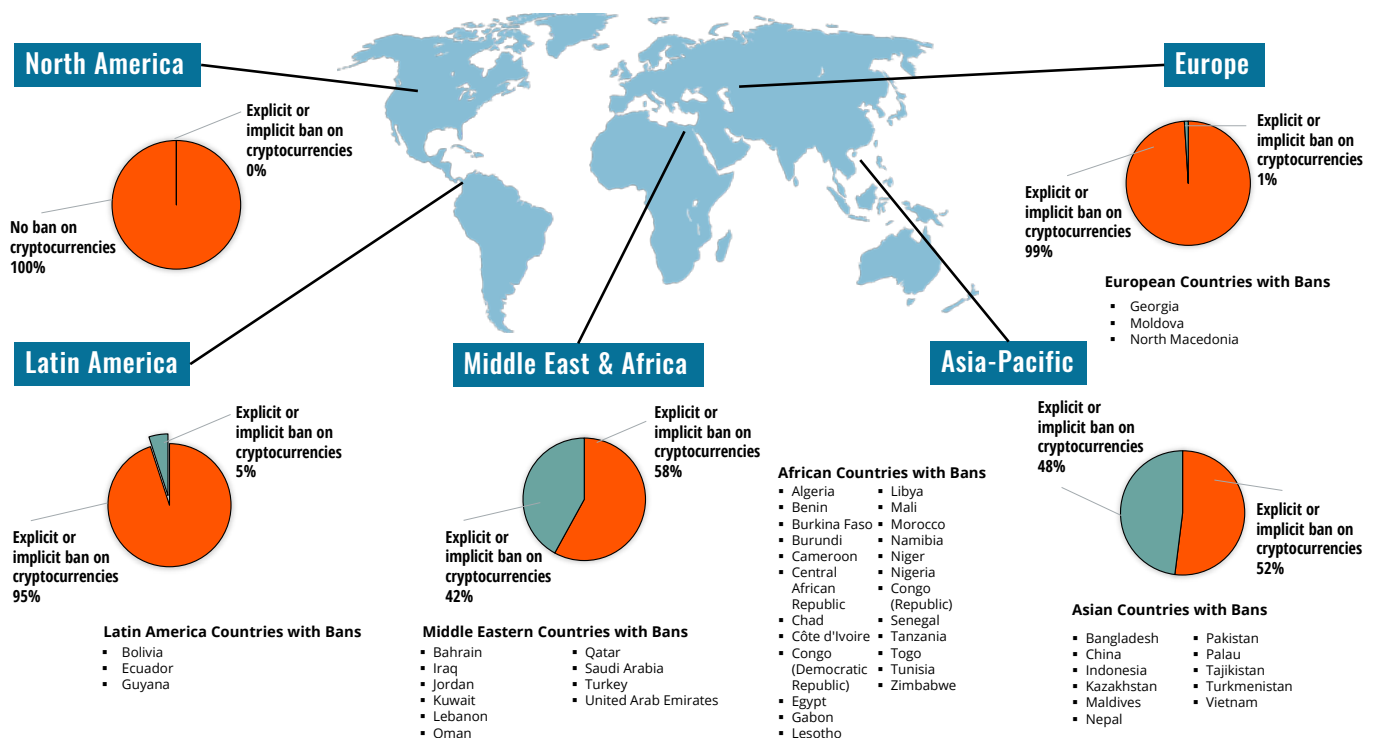 North America
Explicit or
implicit ban on
cryptocurrencies
0%
No ban on
cryptocurrencies
100%
Europe
Explicit or
implicit ban on
cryptocurrencies
1%
Explicit or
implicit ban on
cryptocurrencies
99%
European Countries with Bans
▪ Georgia
▪ Moldova
▪ North Macedonia
Latin America
Explicit or
implicit ban on
cryptocurrencies
5%
Explicit or
implicit ban on
cryptocurrencies
95%
Latin America Countries with Bans
▪ Bolivia
▪ Ecuador
▪ Guyana
Middle East & Africa
Explicit or
implicit ban on
cryptocurrencies
58%
Explicit or
implicit ban on
cryptocurrencies
42%
Middle Eastern Countries with Bans
▪ Bahrain
▪ Iraq
▪ Jordan
▪ Kuwait
▪ Lebanon
▪ Oman
▪ Qatar
▪ Saudi Arabia
▪ Turkey
▪ United Arab Emirates
African Countries with Bans
▪ Algeria
▪ Benin
▪ Burkina Faso
▪ Burundi
▪ Cameroon
▪ Central
African
Republic
▪ Chad
▪ Côte d'Ivoire
▪ Congo
(Democratic
Republic)
▪ Egypt
▪ Gabon
▪ Lesotho
▪ Libya
▪ Mali
▪ Morocco
▪ Namibia
▪ Niger
▪ Nigeria
▪ Congo
(Republic)
▪ Senegal
▪ Tanzania
▪ Togo
▪ Tunisia
▪ Zimbabwe
Asia-Pacific
Explicit or
implicit ban on
cryptocurrencies
48%
Explicit or
implicit ban on
cryptocurrencies
52%
Asian Countries with Bans
▪ Bangladesh
▪ China
▪ Indonesia
▪ Kazakhstan
▪ Maldives
▪ Nepal
▪ Pakistan
▪ Palau
▪ Tajikistan
▪ Turkmenistan
▪ Vietnam